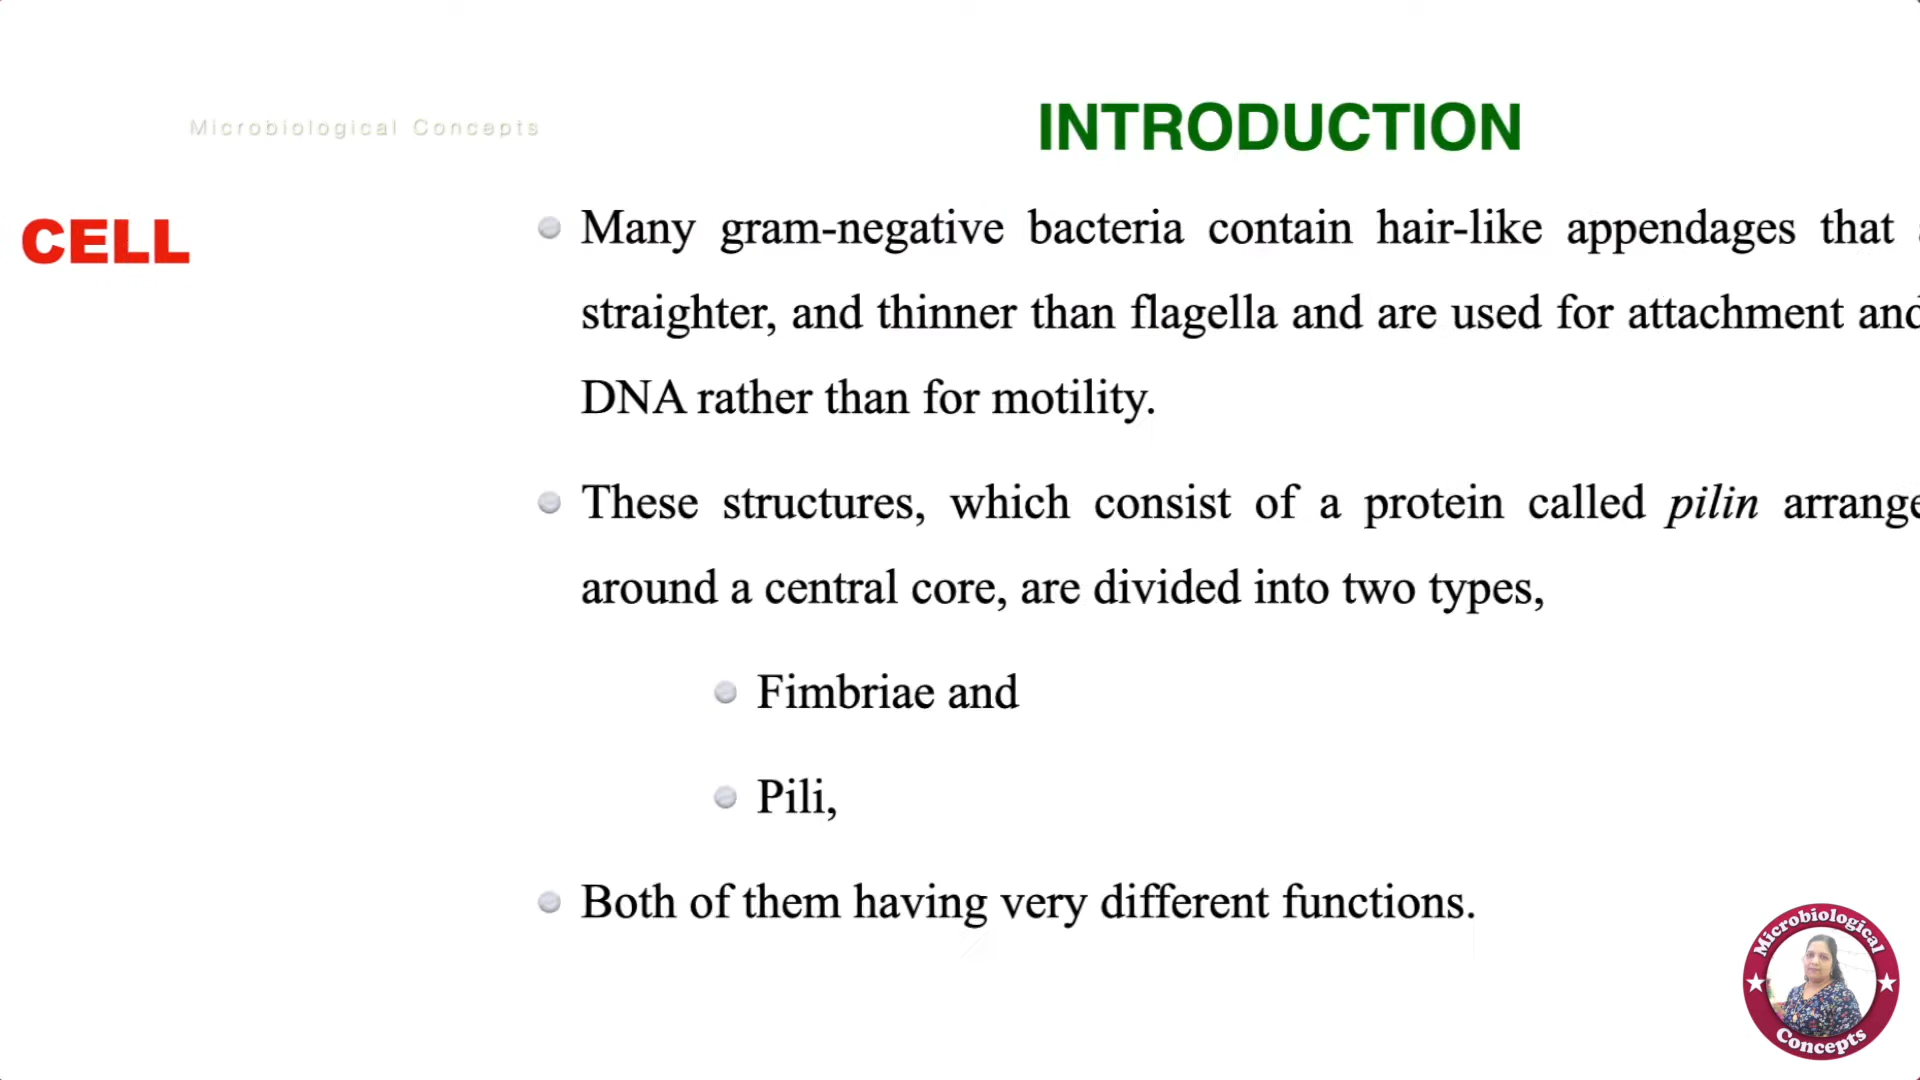 Microbiological Concepts
INTRODUCTION
CELL
Many gram-negative bacteria contain hair-like appendages that
straighter, and thinner than flagella and are used for attachment and
DNA rather than for motility.
These structures, which consist of a protein called pilin arrange
around a central core, are divided into two types,
Fimbriae and
Pili,
Both of them having very different functions.
Microbiological
Concepts